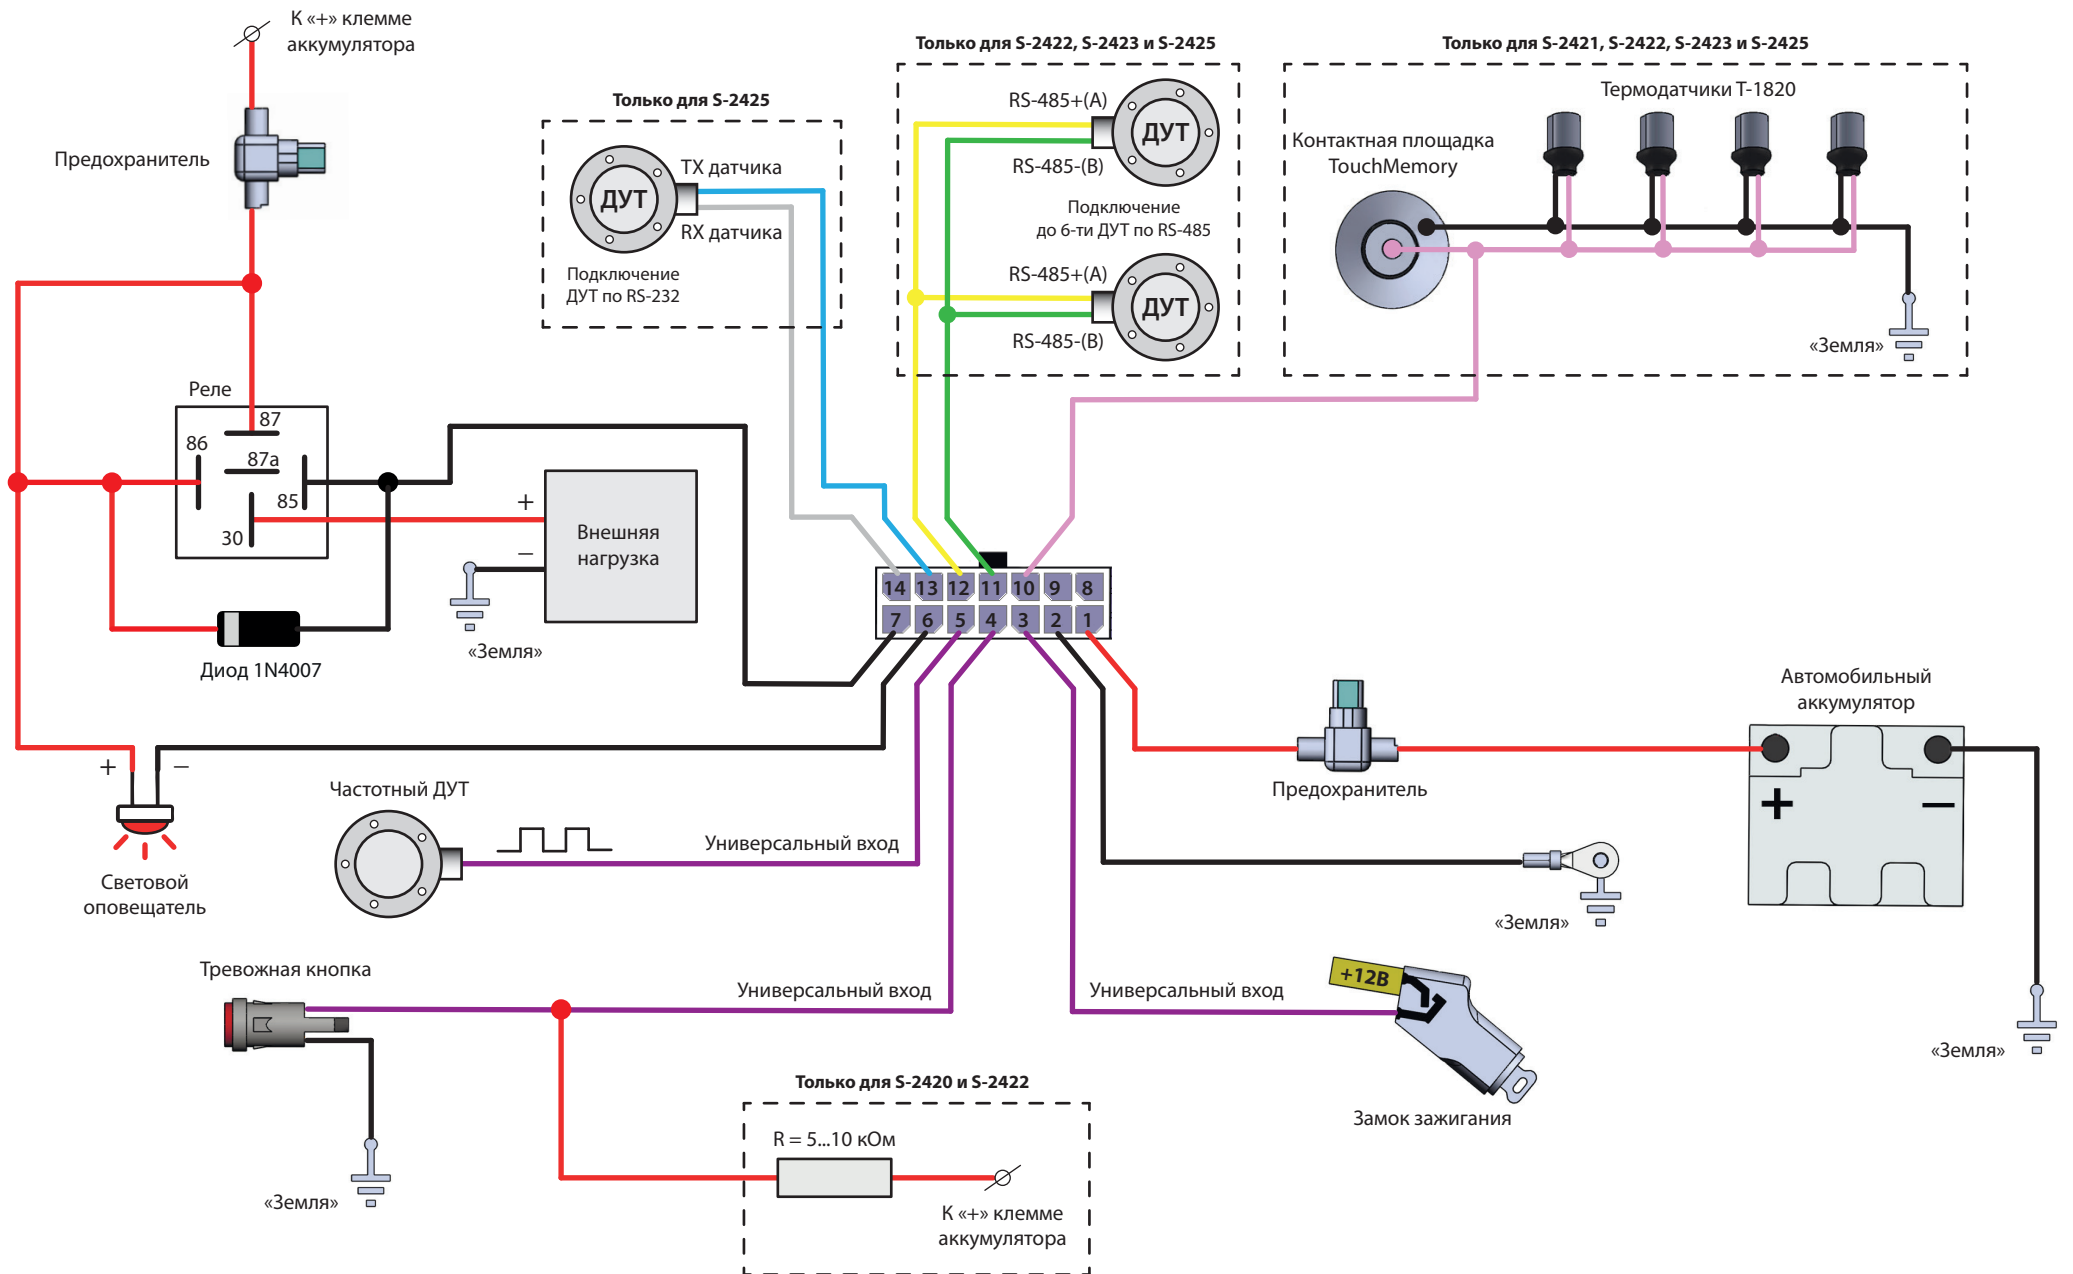 К «+» клемме
аккумулятора
Предохранитель
Только для S-2425
ДУТ
TX датчика
RX датчика
Подключение
ДУТ по RS-232
Только для S-2422, S-2423 и S-2425
RS-485+(A)
ДУТ
RS-485-(B)
Подключение
до 6-ти ДУТ по RS-485
RS-485+(A)
ДУТ
RS-485-(B)
Только для S-2421, S-2422, S-2423 и S-2425
Термодатчики Т-1820
Контактная площадка
TouchMemory
«Земля»
Реле
87
86
87a
85
30
+
−
Внешняя
нагрузка
«Земля»
Диод 1N4007
14 13 12 11 10 9 8
7 6 5 4 3 2 1
+ −
Световой
оповещатель
Частотный ДУТ
Универсальный вход
Предохранитель
Автомобильный
аккумулятор
+ −
«Земля»
«Земля»
Тревожная кнопка
Универсальный вход
Универсальный вход
+12В
Замок зажигания
«Земля»
Только для S-2420 и S-2422
R = 5...10 кОм
К «+» клемме
аккумулятора